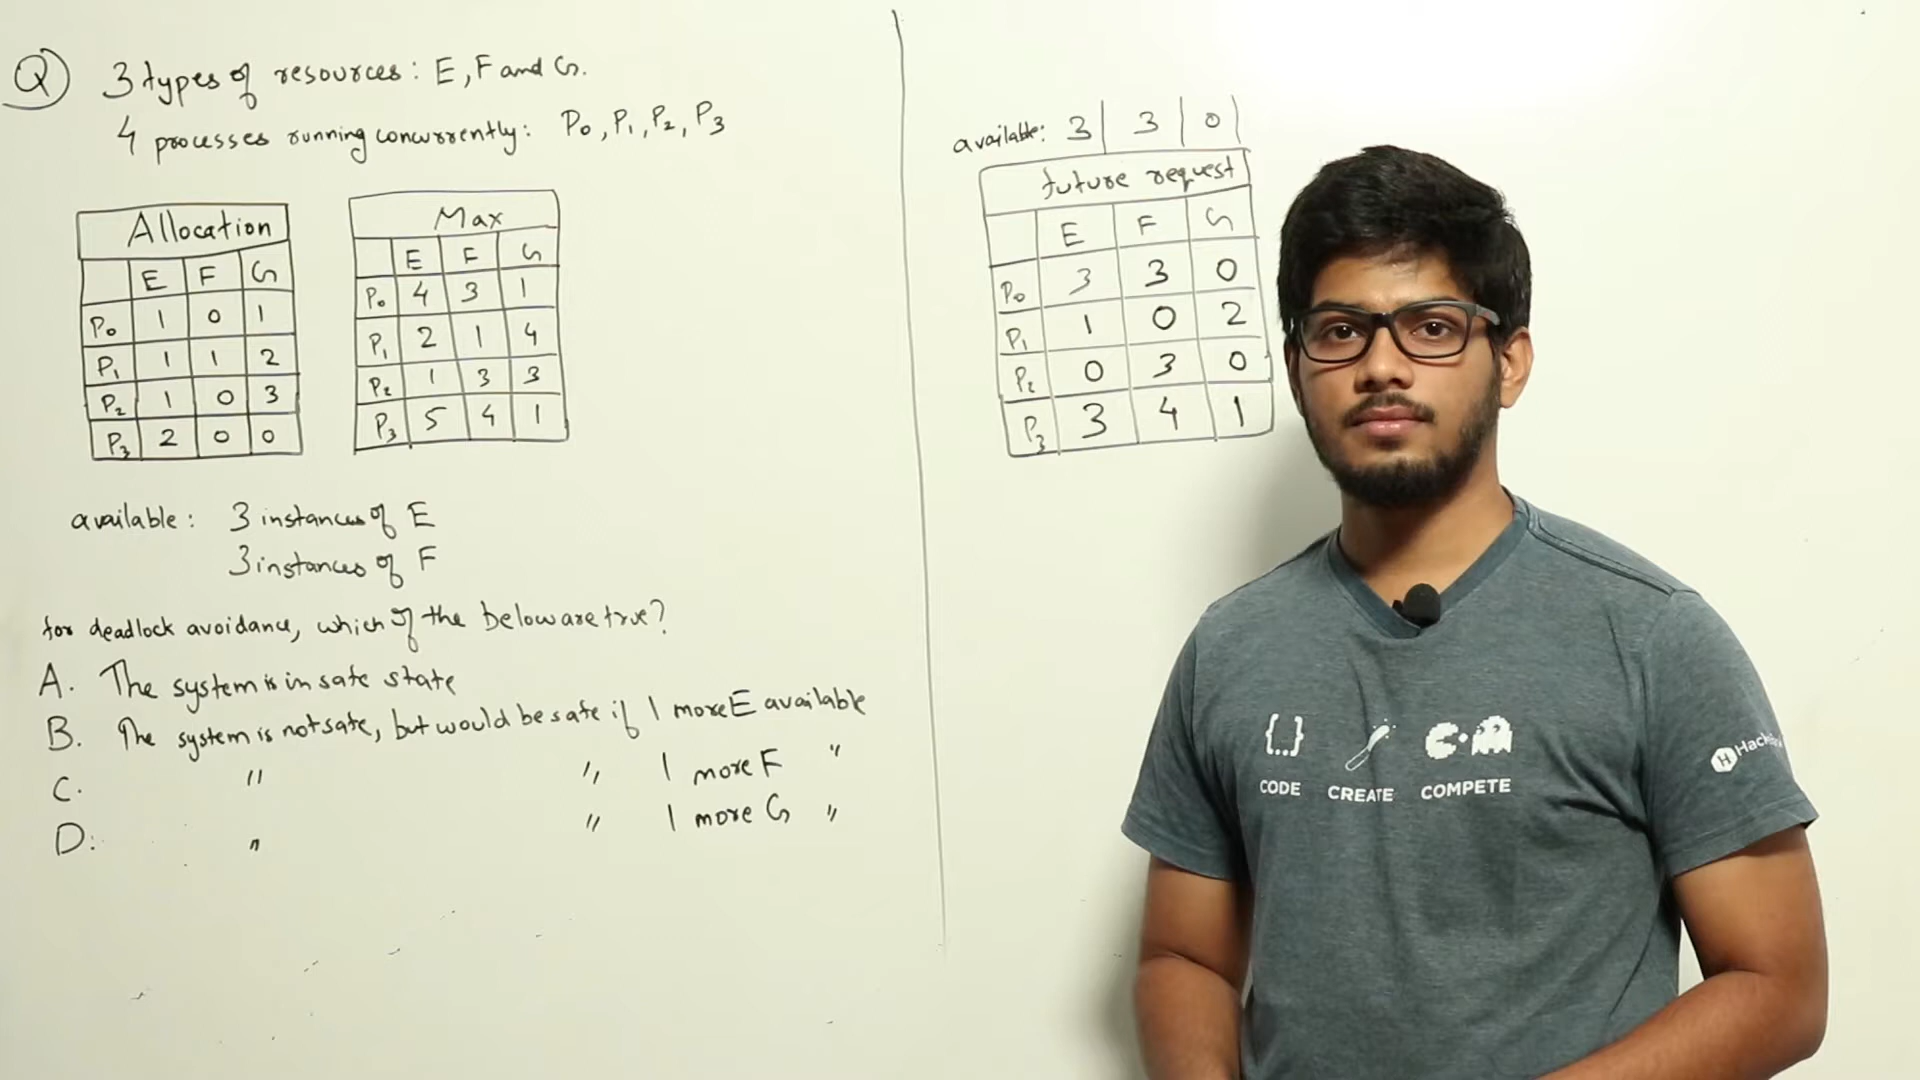 Q 3 types of resources: E, F and G.
4 processes running concurrently: P0, P1, P2, P3
Allocation
E F G
P0 1 0 1
P1 1 1 2
P2 1 0 3
P3 2 0 0
Max
E F G
P0 4 3 1
P1 2 1 4
P2 1 3 3
P3 5 4 1
available: 3 instances of E
3 instances of F
for deadlock avoidance, which of the below are true?
A. The system is in safe state
B. The system is not safe, but would be safe if 1 more E available
C. " " 1 more F "
D: " " 1 more G "
available: 3 3 0
future request
E F G
P0 3 3 0
P1 1 0 2
P2 0 3 0
P3 3 4 1
{...}
CODE CREATE COMPETE
H